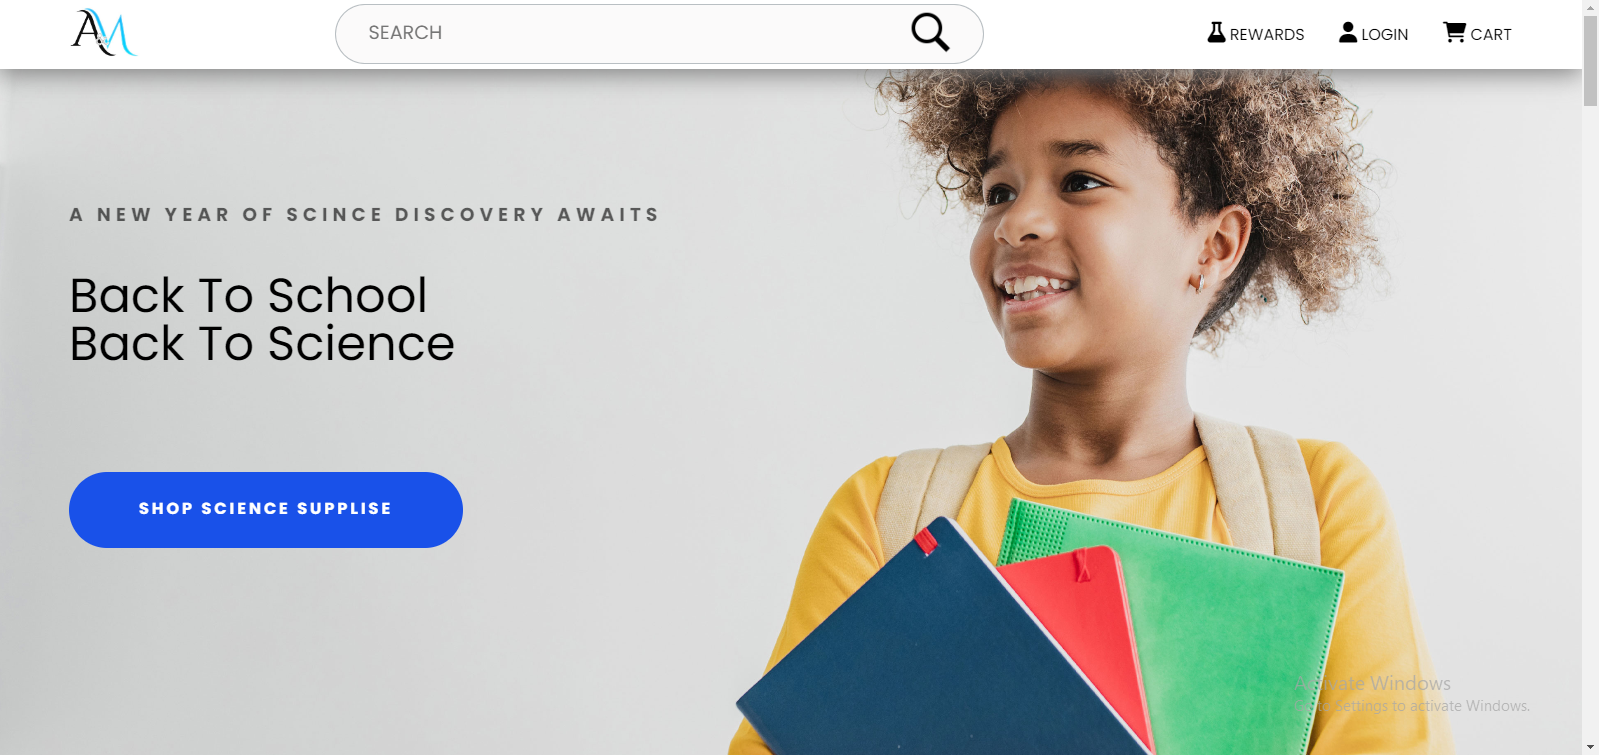 AM
SEARCH
REWARDS
LOGIN
CART
A NEW YEAR OF SCINCE DISCOVERY AWAITS
Back To School
Back To Science
SHOP SCIENCE SUPPLISE
Activate Windows
Go to Settings to activate Windows.